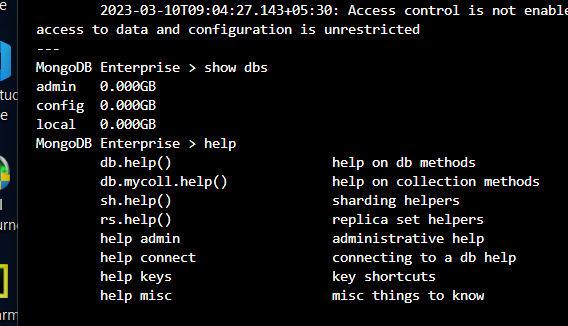 2023-03-10T09:04:27.143+05:30: Access control is not enable
access to data and configuration is unrestricted
---
MongoDB Enterprise > show dbs
admin   0.000GB
config  0.000GB
local   0.000GB
MongoDB Enterprise > help
db.help()                    help on db methods
db.mycoll.help()             help on collection methods
sh.help()                    sharding helpers
rs.help()                    replica set helpers
help admin                   administrative help
help connect                 connecting to a db help
help keys                    key shortcuts
help misc                    misc things to know